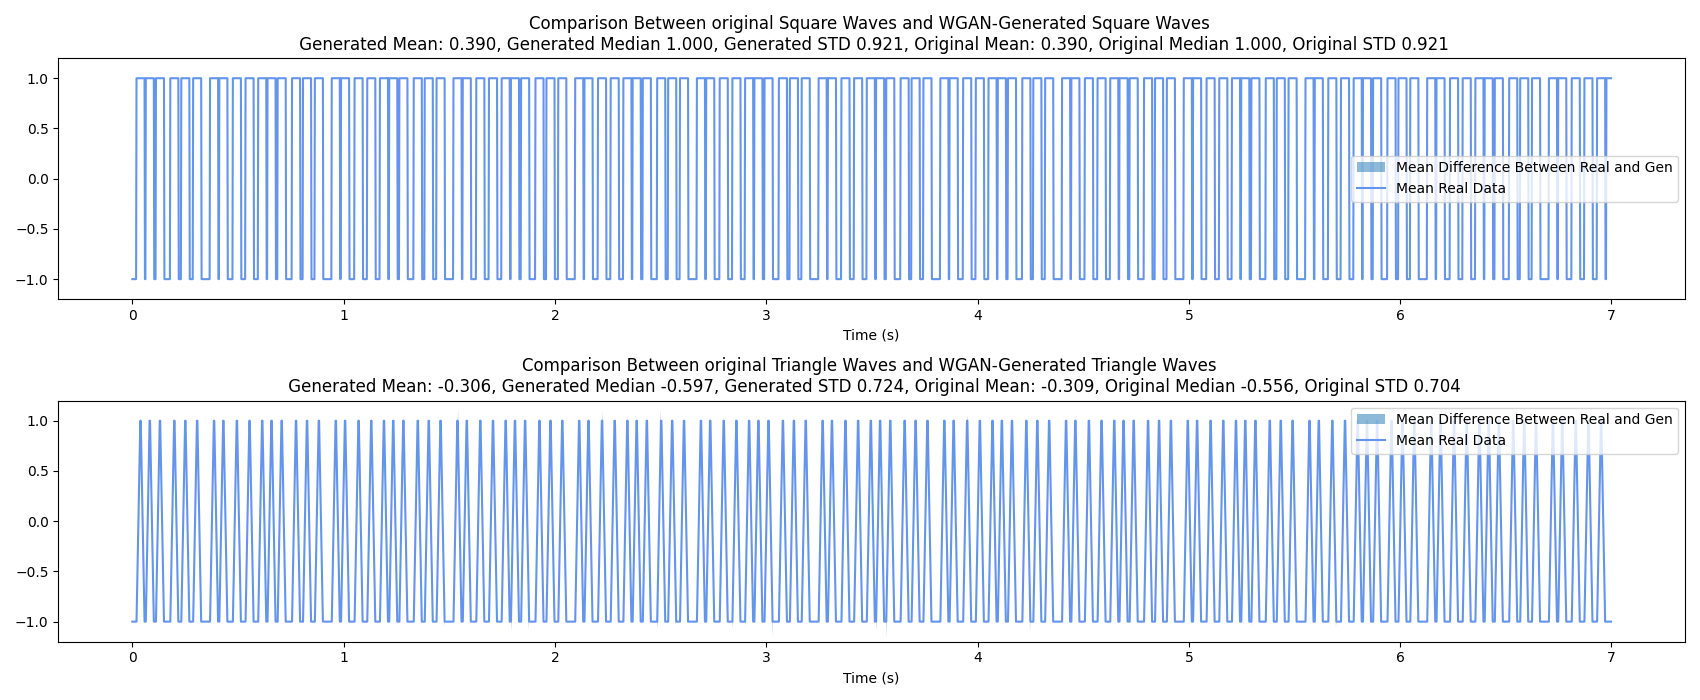 Comparison Between original Square Waves and WGAN-Generated Square Waves
Generated Mean: 0.390, Generated Median 1.000, Generated STD 0.921, Original Mean: 0.390, Original Median 1.000, Original STD 0.921
1.0
0.5
0.0
−0.5
−1.0
Mean Difference Between Real and Gen
Mean Real Data
0 1 2 3 4 5 6 7
Time (s)
Comparison Between original Triangle Waves and WGAN-Generated Triangle Waves
Generated Mean: -0.306, Generated Median -0.597, Generated STD 0.724, Original Mean: -0.309, Original Median -0.556, Original STD 0.704
1.0
0.5
0.0
−0.5
−1.0
Mean Difference Between Real and Gen
Mean Real Data
0 1 2 3 4 5 6 7
Time (s)